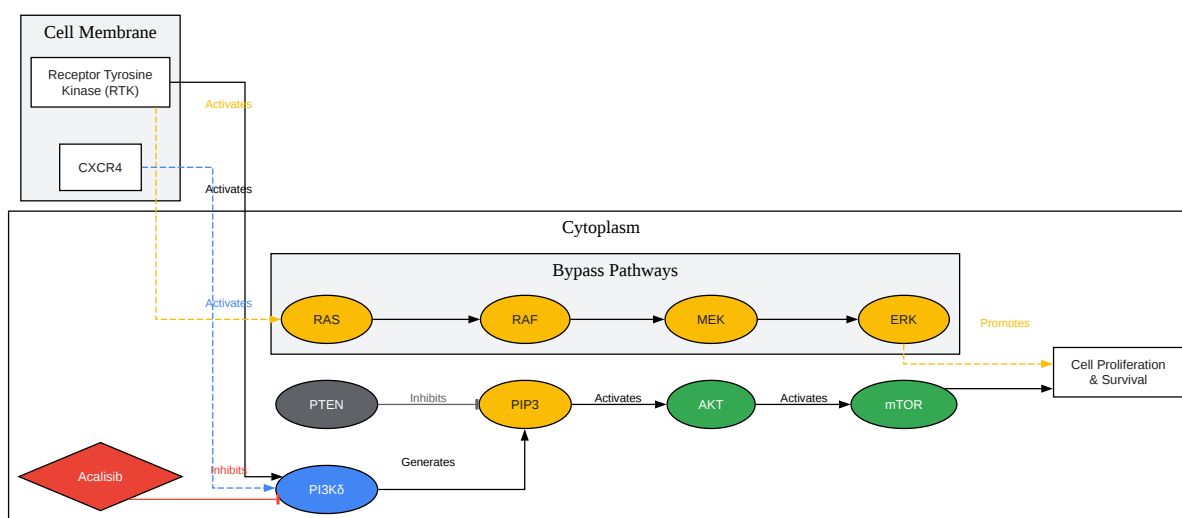 Cell Membrane
Receptor Tyrosine
Kinase (RTK)
Activates
CXCR4
Activates
Cytoplasm
Bypass Pathways
Activates
RAS
RAF
MEK
ERK
Promotes
Cell Proliferation
& Survival
PTEN
Inhibits
PIP3
Activates
AKT
Activates
mTOR
Acalisib
Inhibits
Generates
PI3Kδ